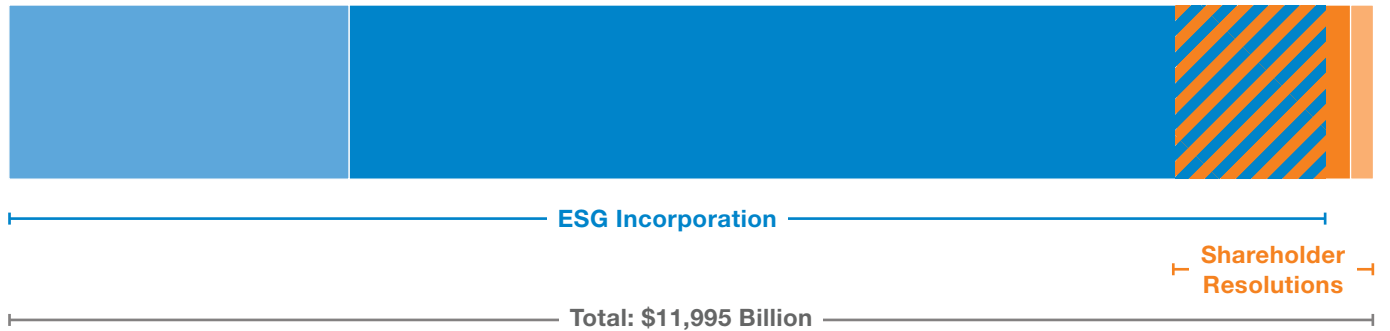 ESG Incorporation
Shareholder
Resolutions
Total: $11,995 Billion